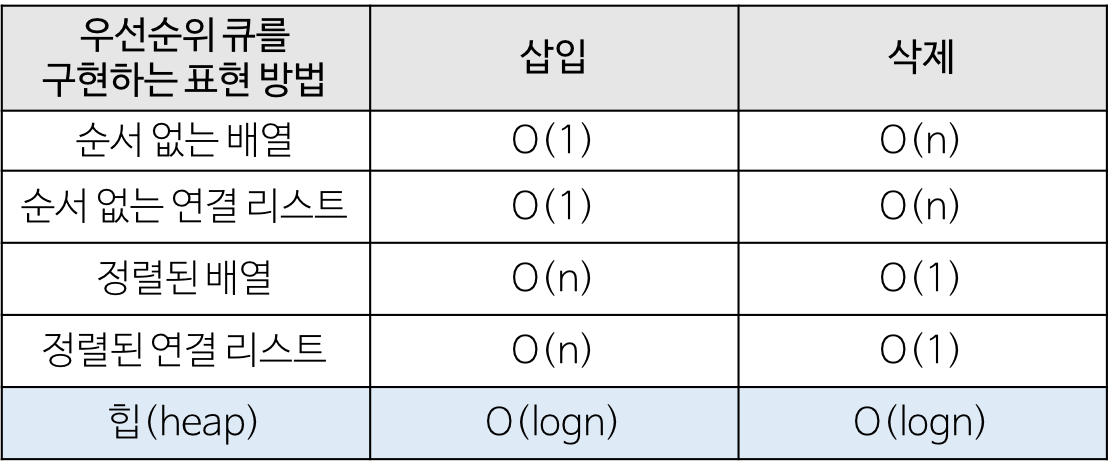 우선순위 큐를
구현하는 표현 방법
삽입
삭제
순서 없는 배열
O(1)
O(n)
순서 없는 연결 리스트
O(1)
O(n)
정렬된 배열
O(n)
O(1)
정렬된 연결 리스트
O(n)
O(1)
힙(heap)
O(logn)
O(logn)